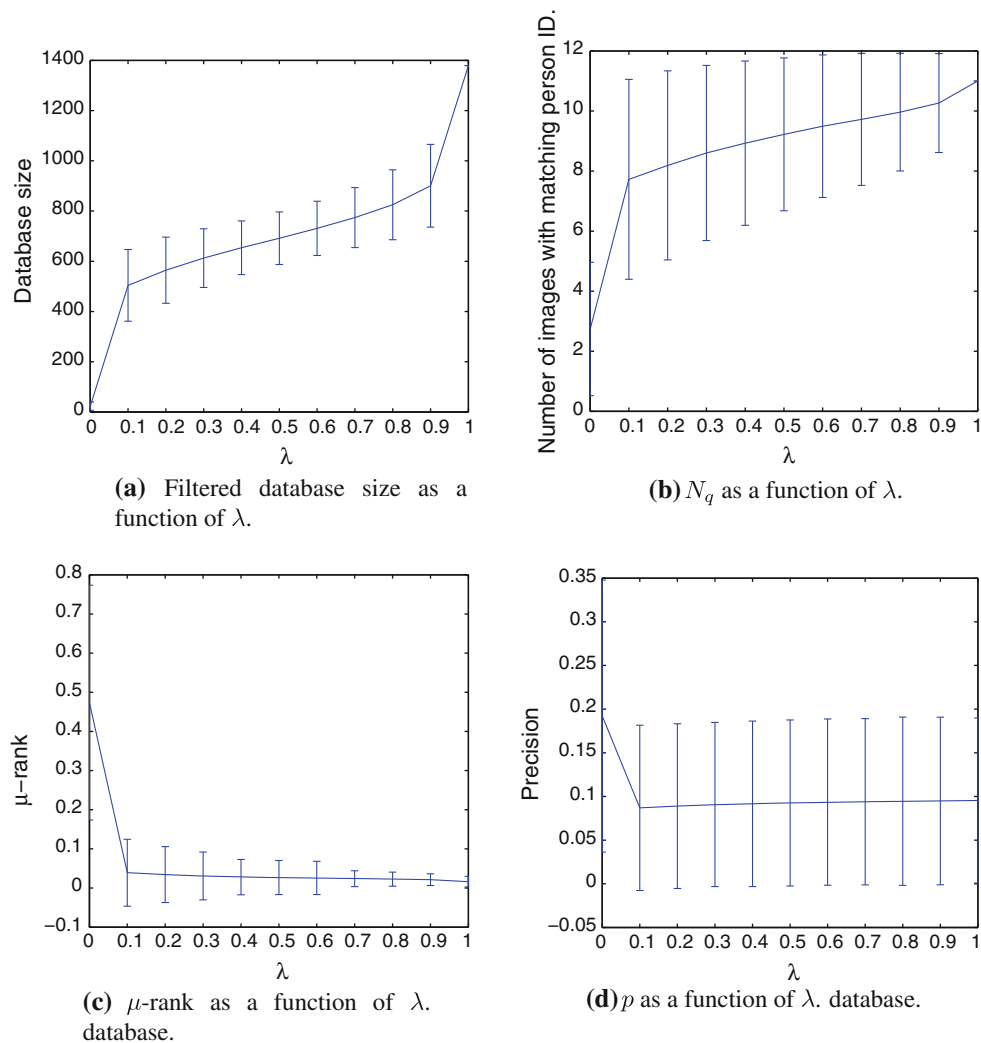 1400
1200
1000
800
600
400
200
0
Database size
0 0.1 0.2 0.3 0.4 0.5 0.6 0.7 0.8 0.9 1
λ
(a) Filtered database size as a
function of λ.
12
10
8
6
4
2
0
Number of images with matching person ID.
0 0.1 0.2 0.3 0.4 0.5 0.6 0.7 0.8 0.9 1
λ
(b) N_q as a function of λ.
0.8
0.7
0.6
0.5
0.4
0.3
0.2
0.1
0
−0.1
μ−rank
0 0.1 0.2 0.3 0.4 0.5 0.6 0.7 0.8 0.9 1
λ
(c) μ-rank as a function of λ.
database.
0.35
0.3
0.25
0.2
0.15
0.1
0.05
0
−0.05
Precision
0 0.1 0.2 0.3 0.4 0.5 0.6 0.7 0.8 0.9 1
λ
(d) p as a function of λ. database.